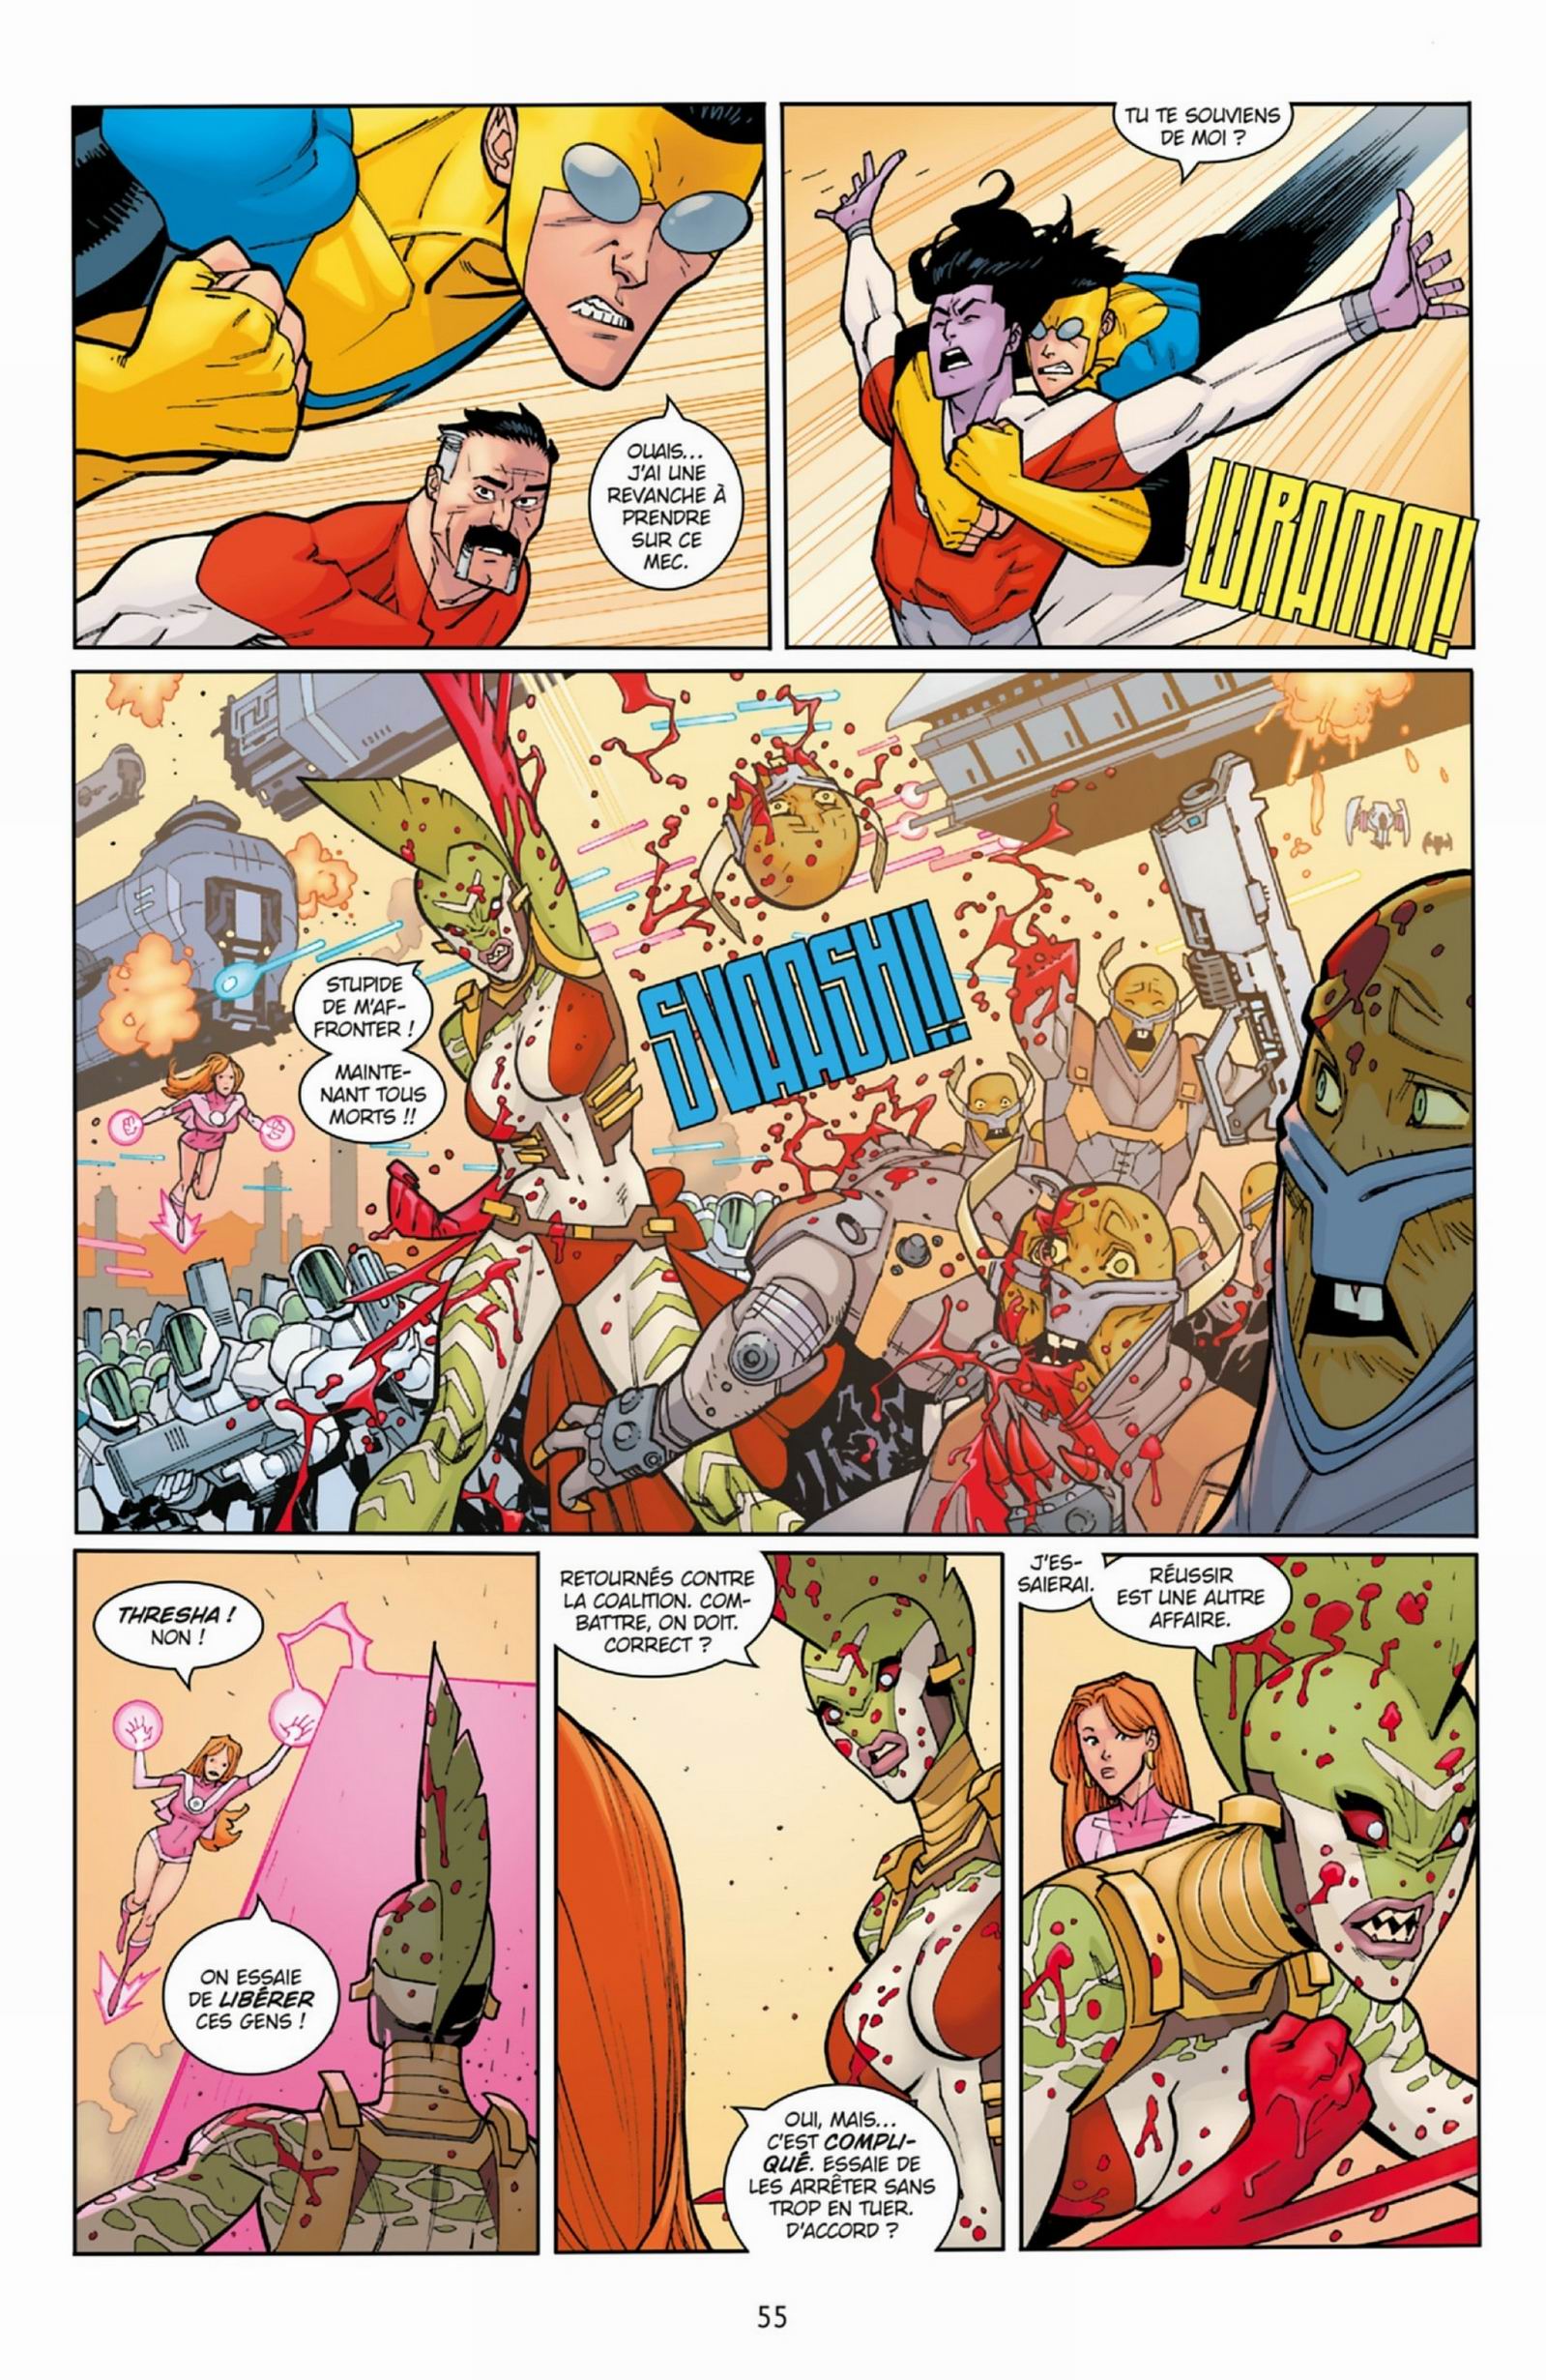 OUAIS...
J'AI UNE
REVANCHE À
PRENDRE
SUR CE
MEC.
TU TE SOUVIENS
DE MOI ?
WRAMM!
STUPIDE
DE M'AF-
FRONTER !
MAINTE-
NANT TOUS
MORTS !!
SVAASH!!
THRESHA !
NON !
ON ESSAIE
DE LIBÉRER
CES GENS !
RETOURNÉS CONTRE
LA COALITION. COM-
BATTRE, ON DOIT.
CORRECT ?
OUI, MAIS...
C'EST COMPLI-
QUÉ. ESSAIE DE
LES ARRÊTER SANS
TROP EN TUER.
D'ACCORD ?
J'ES-
SAIERAI.
RÉUSSIR
EST UNE AUTRE
AFFAIRE.
55